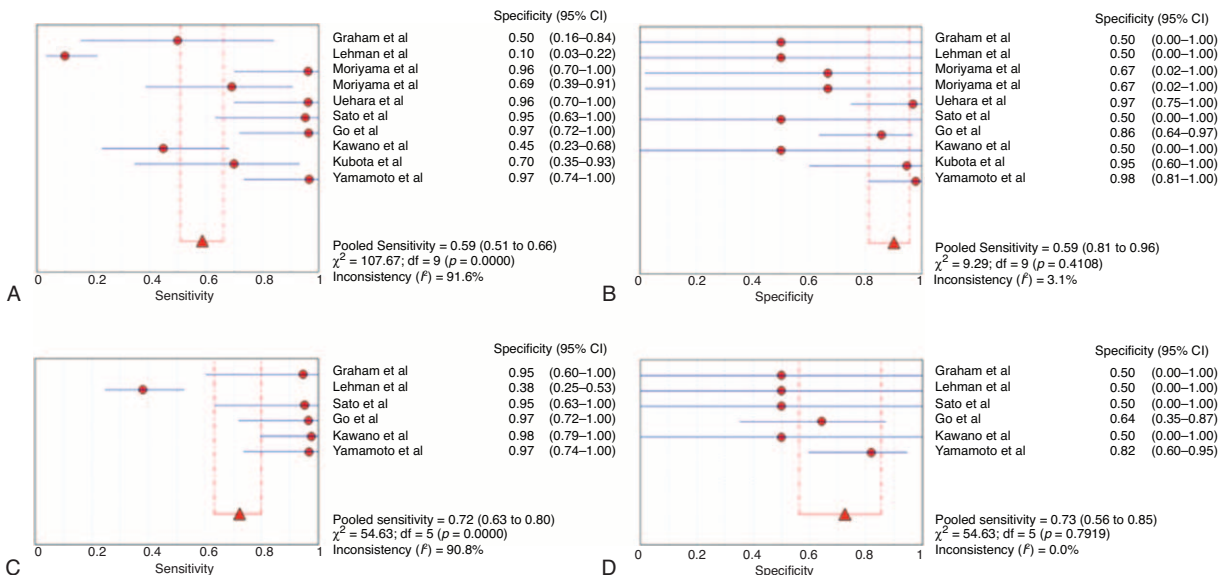 Specificity (95% CI)
Graham et al 0.50 (0.16–0.84)
Lehman et al 0.10 (0.03–0.22)
Moriyama et al 0.96 (0.70–1.00)
Moriyama et al 0.69 (0.39–0.91)
Uehara et al 0.96 (0.70–1.00)
Sato et al 0.95 (0.63–1.00)
Go et al 0.97 (0.72–1.00)
Kawano et al 0.45 (0.23–0.68)
Kubota et al 0.70 (0.35–0.93)
Yamamoto et al 0.97 (0.74–1.00)
Pooled Sensitivity = 0.59 (0.51 to 0.66)
χ² = 107.67; df = 9 (p = 0.0000)
Inconsistency (I²) = 91.6%
0 0.2 0.4 0.6 0.8 1
Sensitivity
A
Specificity (95% CI)
Graham et al 0.50 (0.00–1.00)
Lehman et al 0.50 (0.00–1.00)
Moriyama et al 0.67 (0.02–1.00)
Moriyama et al 0.67 (0.02–1.00)
Uehara et al 0.97 (0.75–1.00)
Sato et al 0.50 (0.00–1.00)
Go et al 0.86 (0.64–0.97)
Kawano et al 0.50 (0.00–1.00)
Kubota et al 0.95 (0.60–1.00)
Yamamoto et al 0.98 (0.81–1.00)
Pooled Sensitivity = 0.59 (0.81 to 0.96)
χ² = 9.29; df = 9 (p = 0.4108)
Inconsistency (I²) = 3.1%
0 0.2 0.4 0.6 0.8 1
Specificity
B
Specificity (95% CI)
Graham et al 0.95 (0.60–1.00)
Lehman et al 0.38 (0.25–0.53)
Sato et al 0.95 (0.63–1.00)
Go et al 0.97 (0.72–1.00)
Kawano et al 0.98 (0.79–1.00)
Yamamoto et al 0.97 (0.74–1.00)
Pooled sensitivity = 0.72 (0.63 to 0.80)
χ² = 54.63; df = 5 (p = 0.0000)
Inconsistency (I²) = 90.8%
0 0.2 0.4 0.6 0.8 1
Sensitivity
C
Specificity (95% CI)
Graham et al 0.50 (0.00–1.00)
Lehman et al 0.50 (0.00–1.00)
Sato et al 0.50 (0.00–1.00)
Go et al 0.64 (0.35–0.87)
Kawano et al 0.50 (0.00–1.00)
Yamamoto et al 0.82 (0.60–0.95)
Pooled sensitivity = 0.73 (0.56 to 0.85)
χ² = 54.63; df = 5 (p = 0.7919)
Inconsistency (I²) = 0.0%
0 0.2 0.4 0.6 0.8 1
Specificity
D